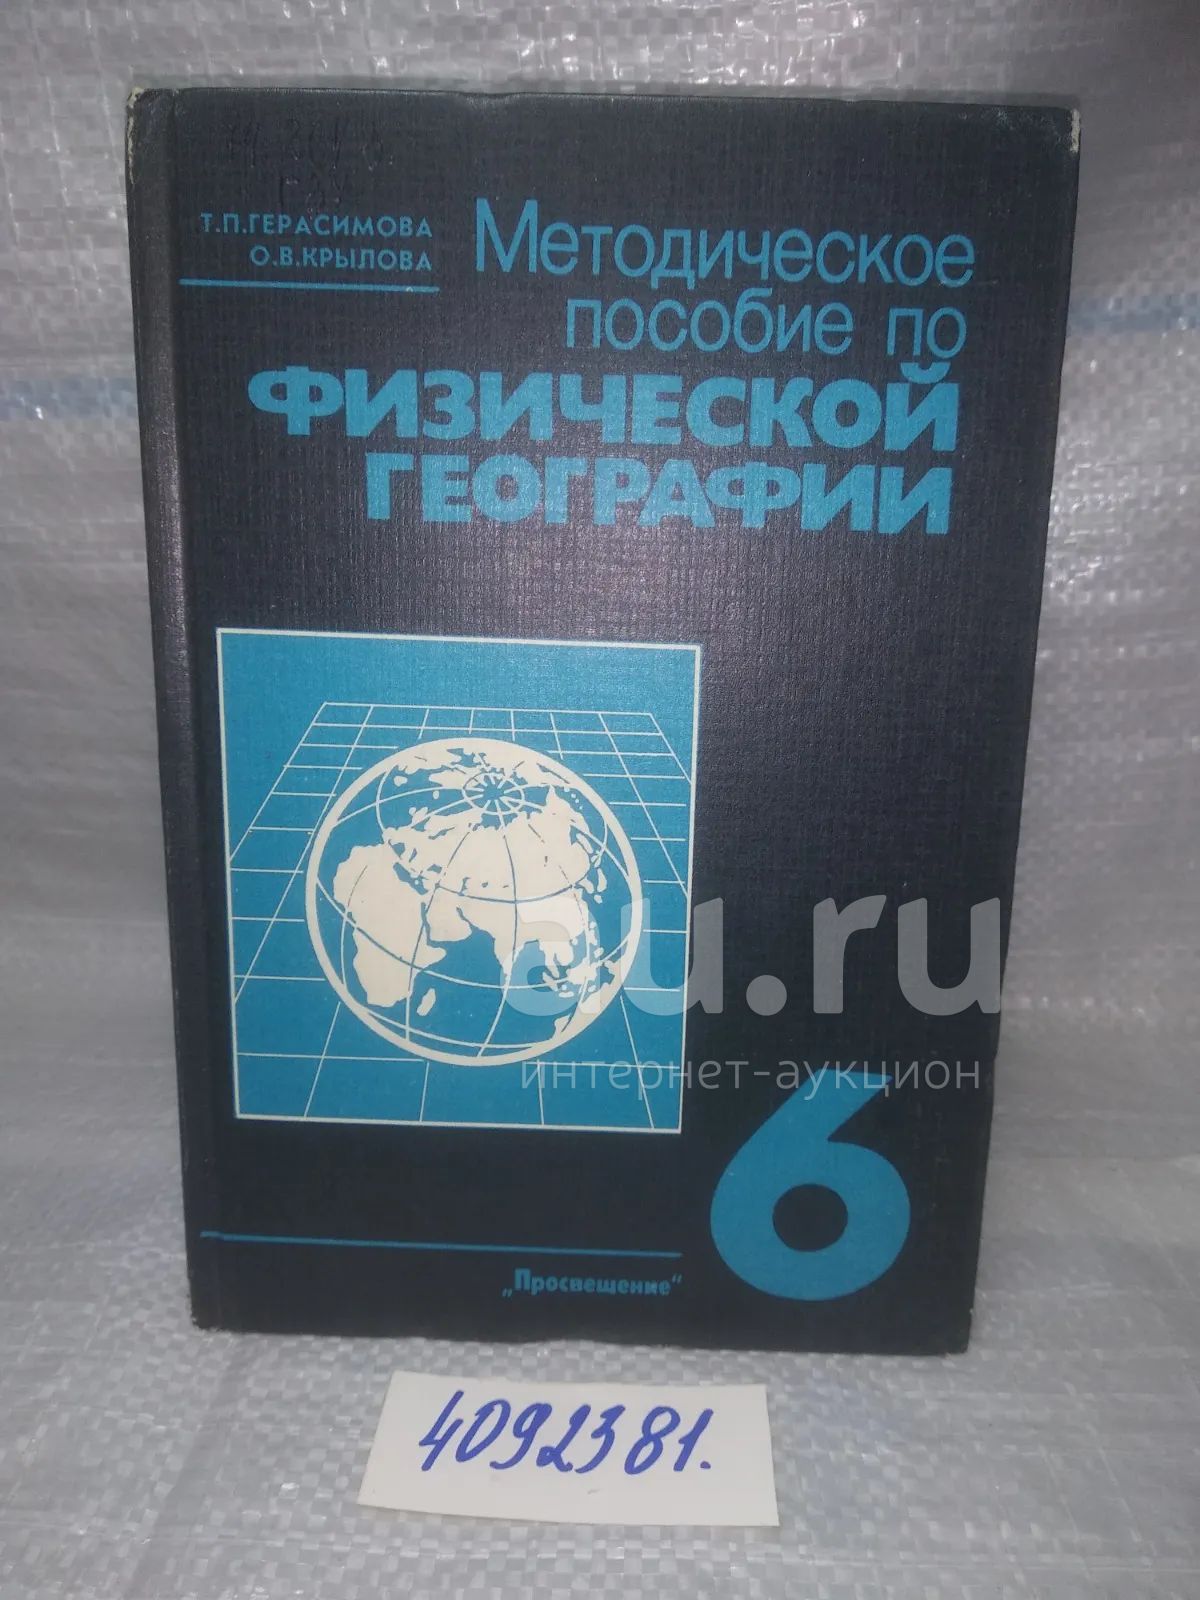 Т.П.ГЕРАСИМОВА
О.В.КРЫЛОВА
Методическое
пособие по
ФИЗИЧЕСКОЙ
ГЕОГРАФИИ
au.ru
интернет-аукцион
6
„Просвещение“
4092381.